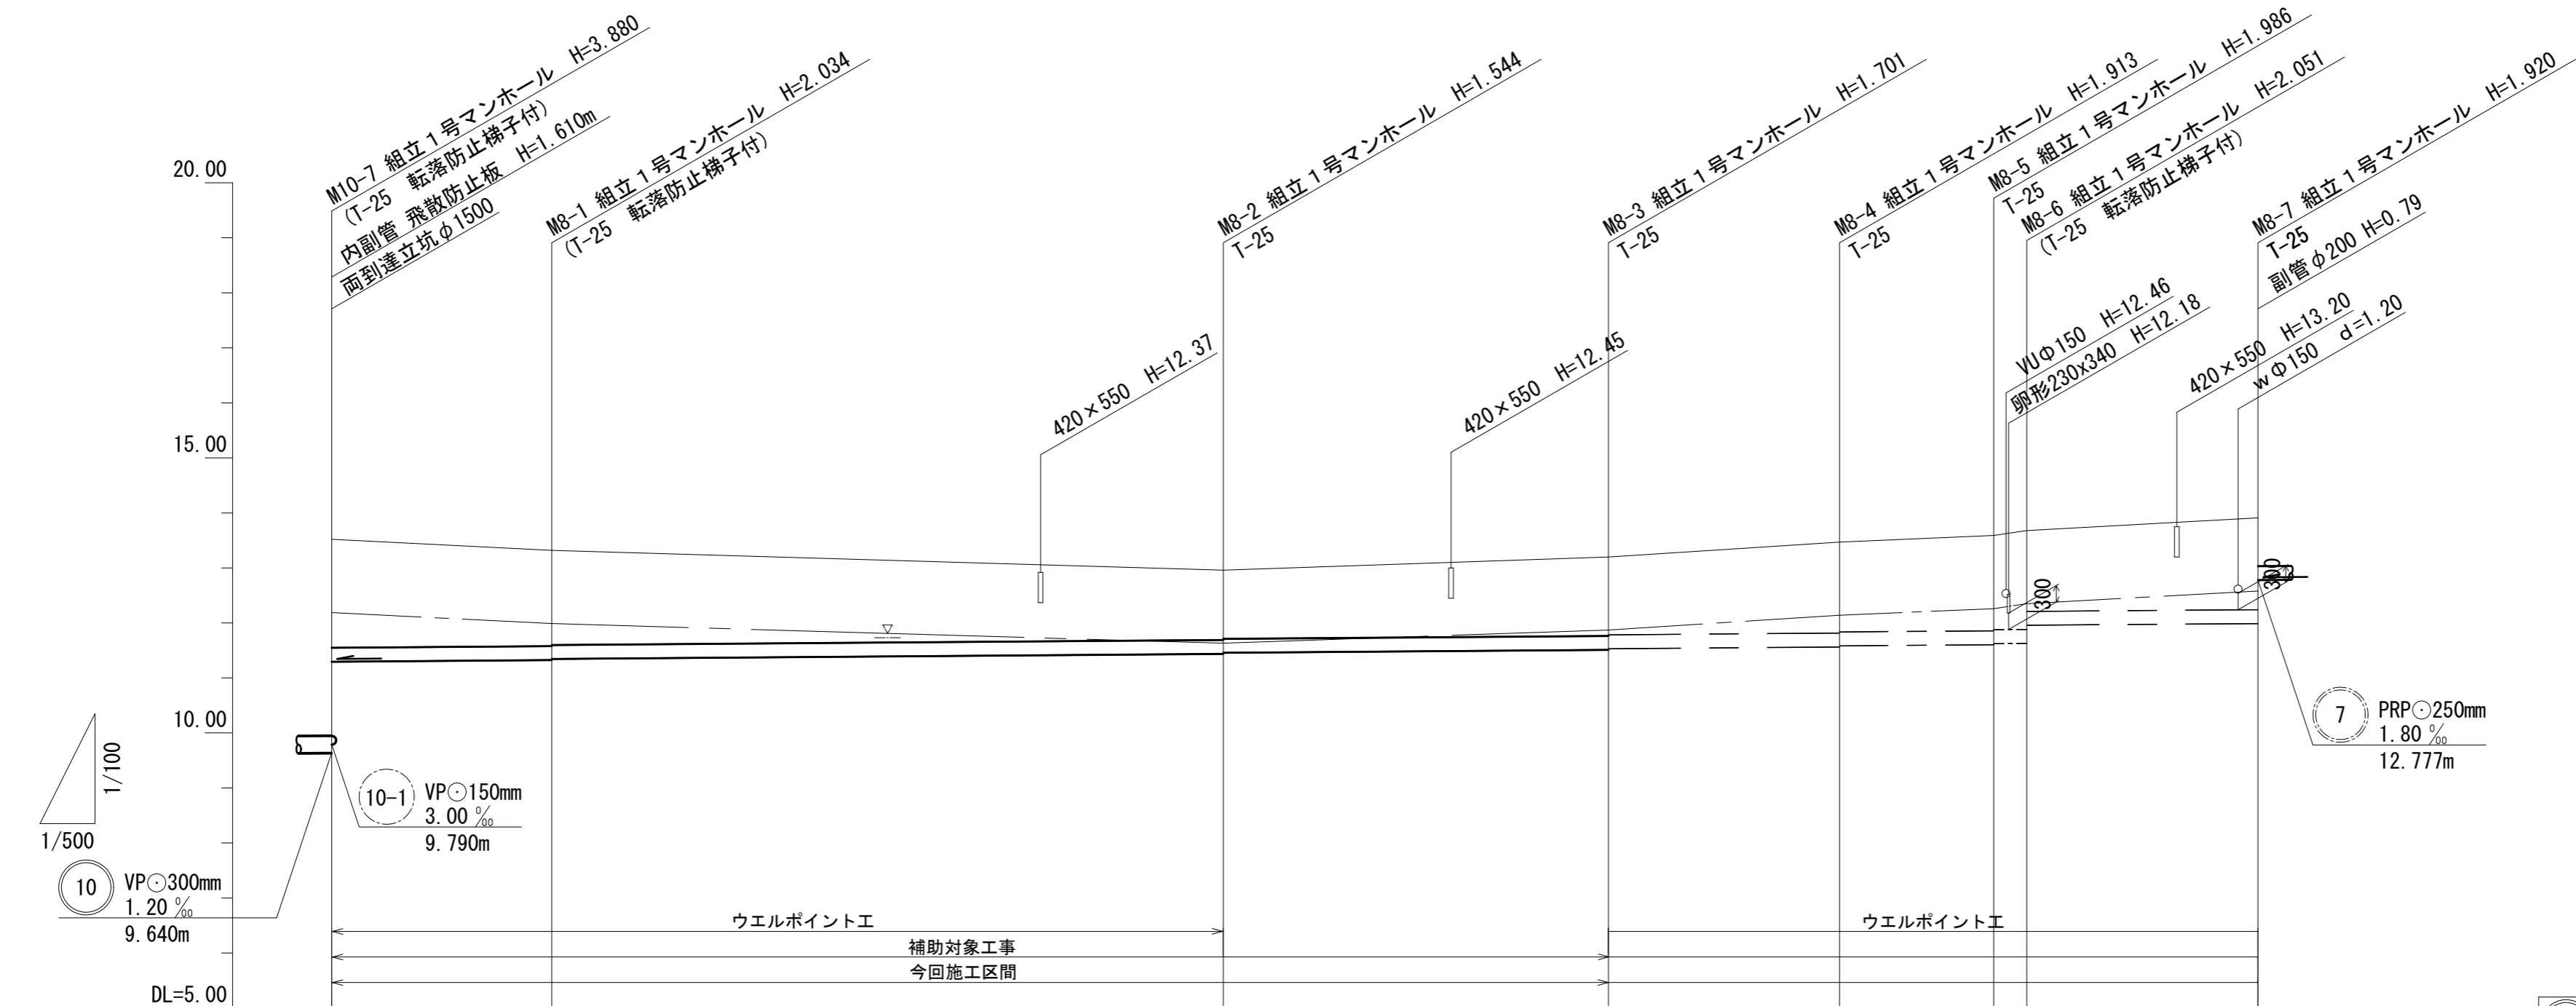 M10-7 組立１号マンホール H=3.880
(T-25 転落防止梯子付)
内副管 飛散防止板 H=1.610m
両到達立坑φ1500
M8-1 組立１号マンホール H=2.034
(T-25 転落防止梯子付)
M8-2 組立１号マンホール H=1.544
T-25
M8-3 組立１号マンホール H=1.701
T-25
M8-4 組立１号マンホール H=1.913
T-25
M8-5 組立１号マンホール H=1.986
T-25
M8-6 組立１号マンホール H=2.051
(T-25 転落防止梯子付)
M8-7 組立１号マンホール H=1.920
T-25
副管φ200 H=0.79
420×550 H=12.37
420×550 H=12.45
VUΦ150 H=12.46
卵形230x340 H=12.18
420×550 H=13.20
wΦ150 d=1.20
20.00
15.00
10.00
DL=5.00
300
300
1/100
1/500
10
VP⊙300mm
1.20 ‰
9.640m
10-1
VP⊙150mm
3.00 ‰
9.790m
7
PRP⊙250mm
1.80 ‰
12.777m
ウエルポイント工
ウエルポイント工
補助対象工事
今回施工区間